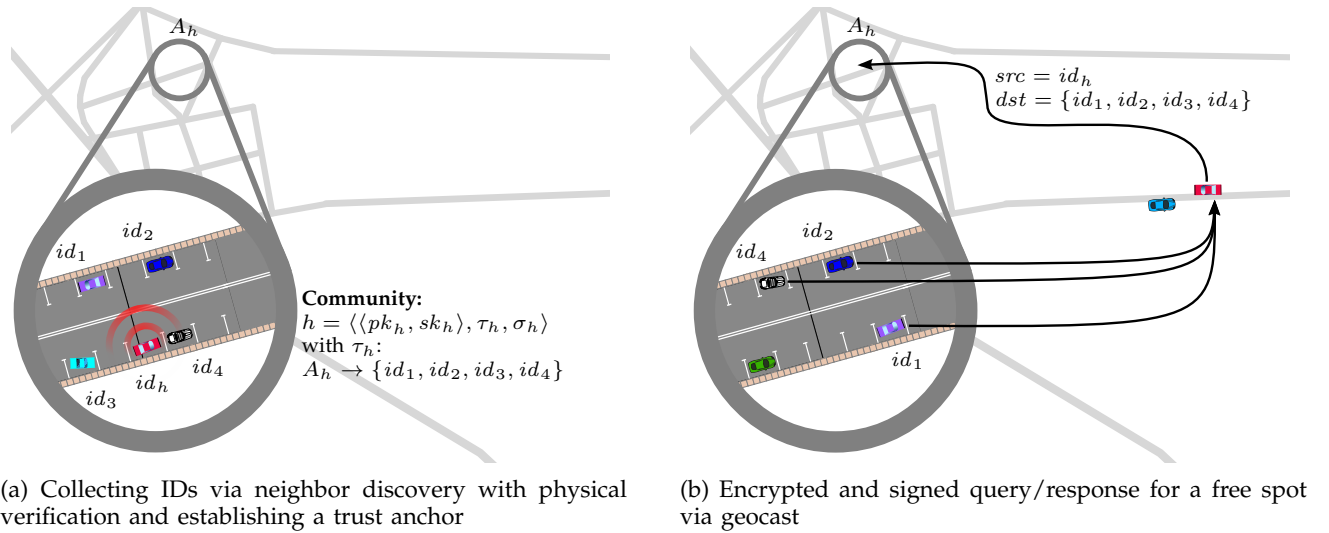 A_h
id_1
id_2
id_3
id_h
id_4
Community:
h = ⟨⟨pk_h, sk_h⟩, τ_h, σ_h⟩
with τ_h:
A_h → {id_1, id_2, id_3, id_4}
(a) Collecting IDs via neighbor discovery with physical
verification and establishing a trust anchor
A_h
src = id_h
dst = {id_1, id_2, id_3, id_4}
id_4
id_2
id_1
(b) Encrypted and signed query/response for a free spot
via geocast